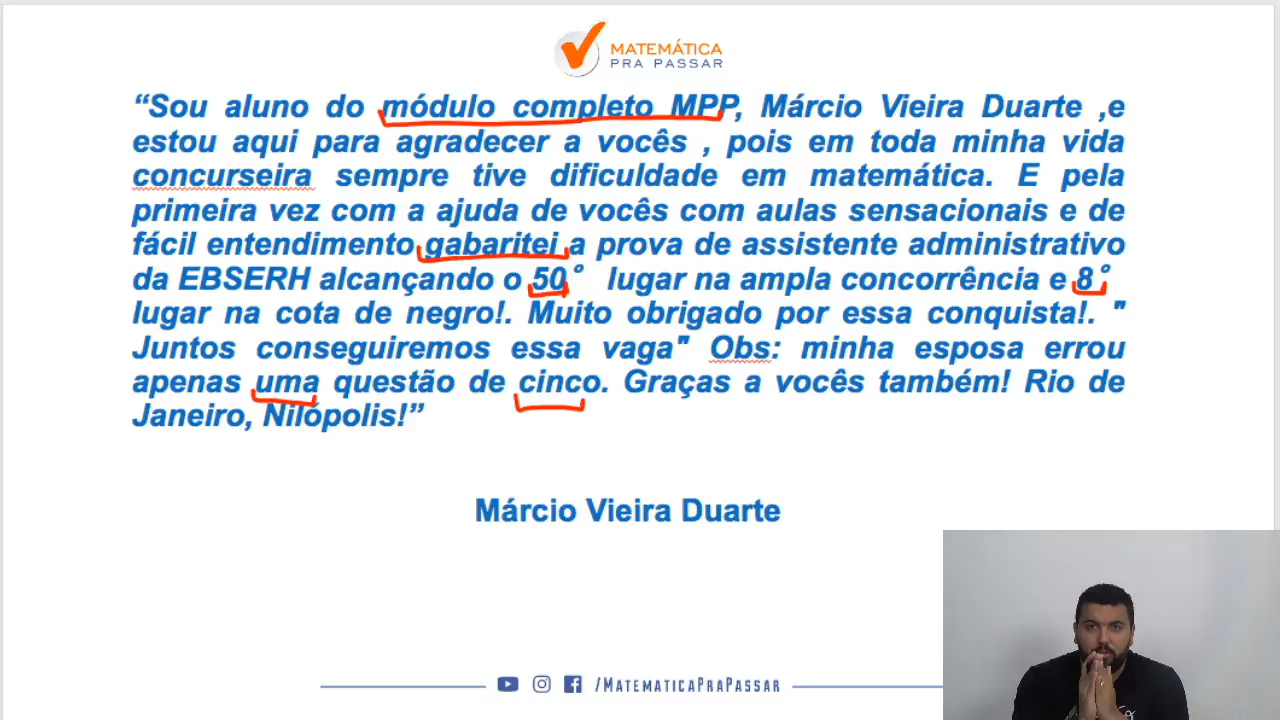 MATEMÁTICA
PRA PASSAR
“Sou aluno do módulo completo MPP, Márcio Vieira Duarte ,e
estou aqui para agradecer a vocês , pois em toda minha vida
concurseira sempre tive dificuldade em matemática. E pela
primeira vez com a ajuda de vocês com aulas sensacionais e de
fácil entendimento gabaritei a prova de assistente administrativo
da EBSERH alcançando o 50° lugar na ampla concorrência e 8°
lugar na cota de negro!. Muito obrigado por essa conquista!. "
Juntos conseguiremos essa vaga" Obs: minha esposa errou
apenas uma questão de cinco. Graças a vocês também! Rio de
Janeiro, Nilópolis!”
Márcio Vieira Duarte
/MATEMATICAPRAPASSAR